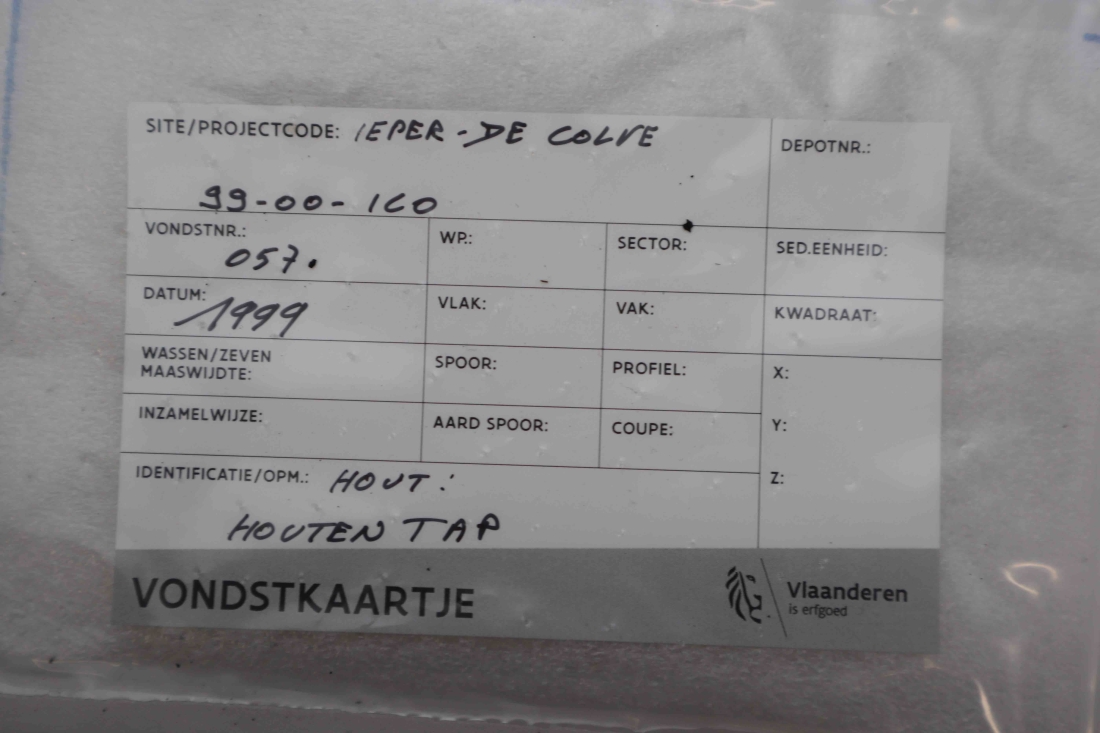 SITE/PROJECTCODE: IEPER - DE COLVE
DEPOTNR.:
99-00-ICO
VONDSTNR.:
057.
WP.:
SECTOR:
SED.EENHEID:
DATUM: 1999
VLAK:
VAK:
KWADRAAT:
WASSEN/ZEVEN
MAASWIJDTE:
SPOOR:
PROFIEL:
X:
INZAMELWIJZE:
AARD SPOOR:
COUPE:
Y:
IDENTIFICATIE/OPM.: HOUT:
Z:
HOUTEN TAP
VONDSTKAARTJE
Vlaanderen
is erfgoed